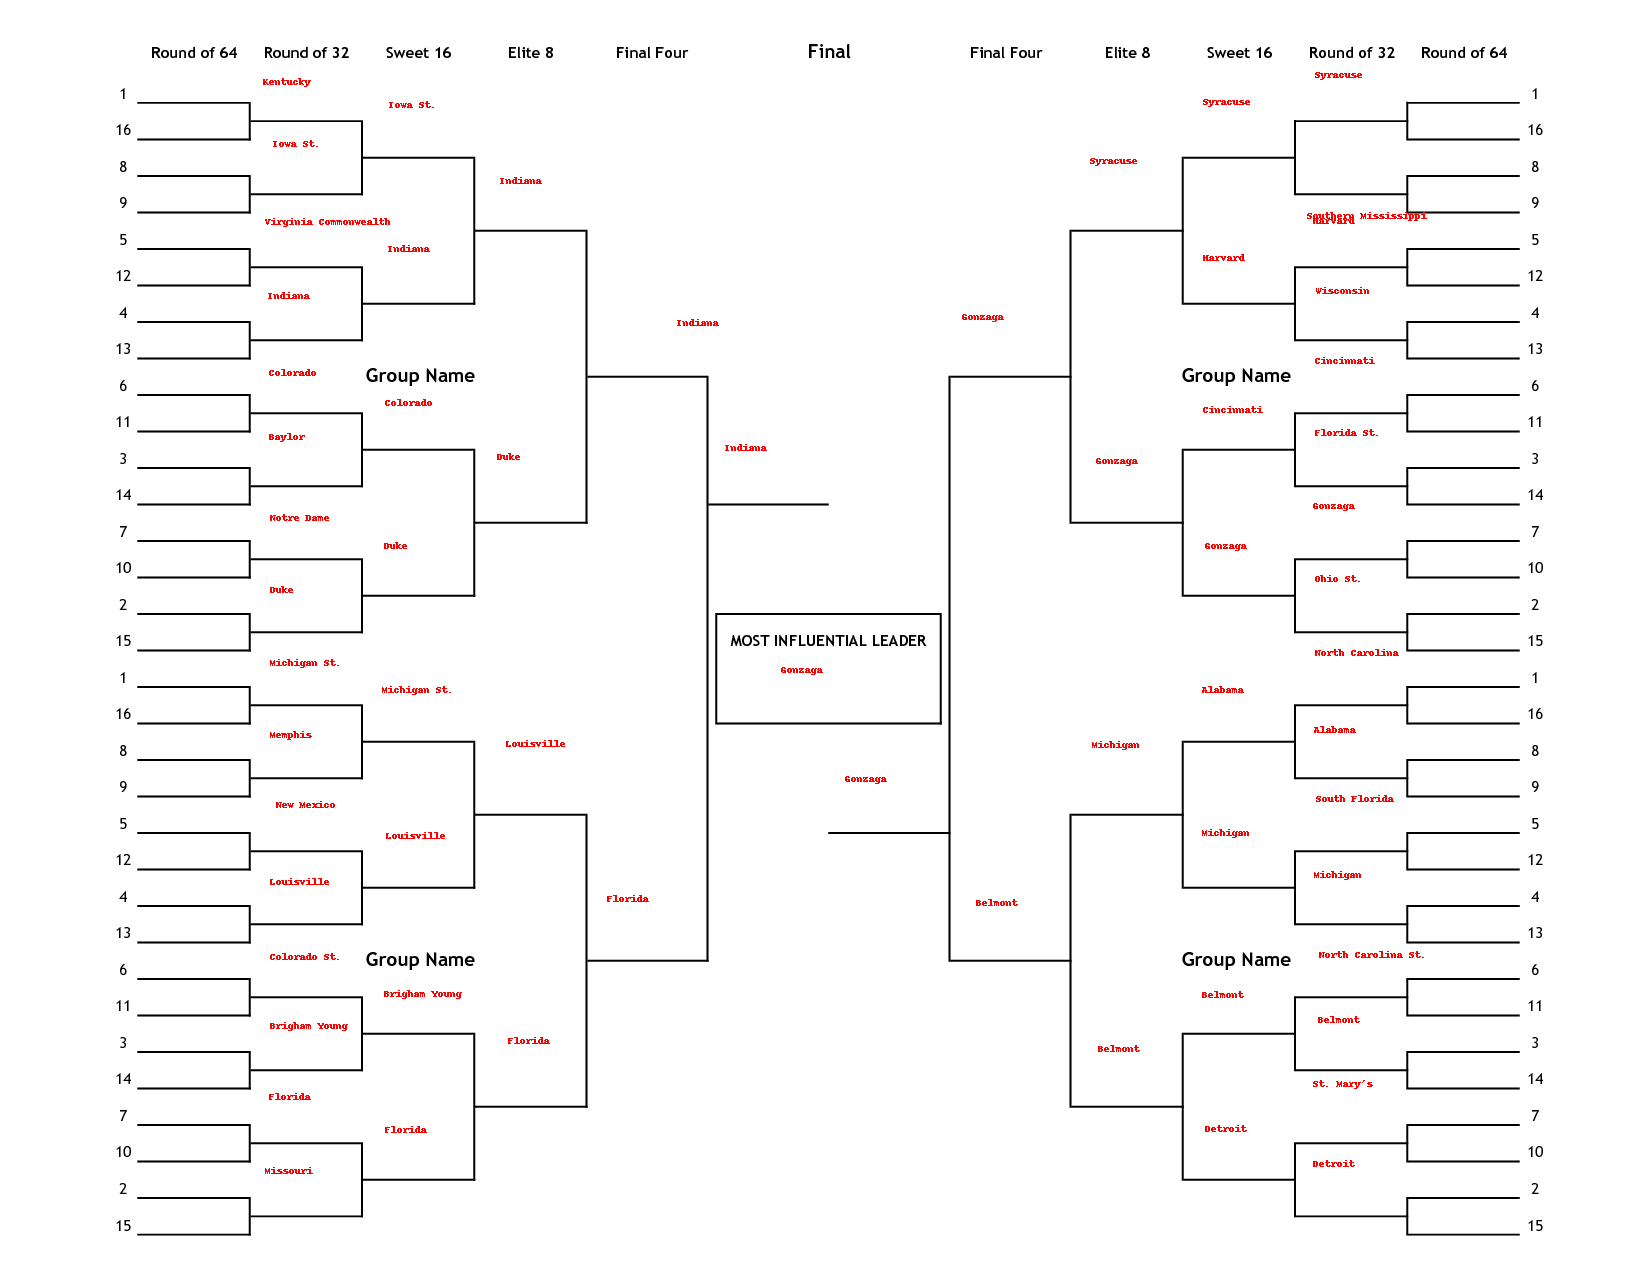 Round of 64 Round of 32 Sweet 16 Elite 8 Final Four Final Final Four Elite 8 Sweet 16 Round of 32 Round of 64
Kentucky Syracuse
1 Iowa St. Syracuse 1
16 16
Iowa St.
8 Syracuse 8
Indiana
9 9
Virginia Commonwealth Southern Mississippi
Harvard
5 5
Indiana Harvard
12 12
Indiana Wisconsin
4 Indiana Gonzaga 4
13 13
Cincinnati
Colorado Group Name Group Name
6 6
Colorado Cincinnati
11 11
Baylor Florida St.
Indiana
3 Duke Gonzaga 3
14 14
Gonzaga
Notre Dame
7 7
Duke Gonzaga
10 10
Duke Ohio St.
2 2
15 MOST INFLUENTIAL LEADER 15
North Carolina
Michigan St. Gonzaga
1 1
Michigan St. Alabama
16 16
Memphis Alabama
8 Louisville Michigan 8
Gonzaga
9 9
New Mexico South Florida
5 5
Louisville Michigan
12 12
Louisville Michigan
4 Florida Belmont 4
13 13
Colorado St. Group Name Group Name North Carolina St.
6 6
Brigham Young Belmont
11 11
Brigham Young Belmont
3 Florida Belmont 3
14 14
Florida St. Mary's
7 7
Florida Detroit
10 10
Missouri Detroit
2 2
15 15